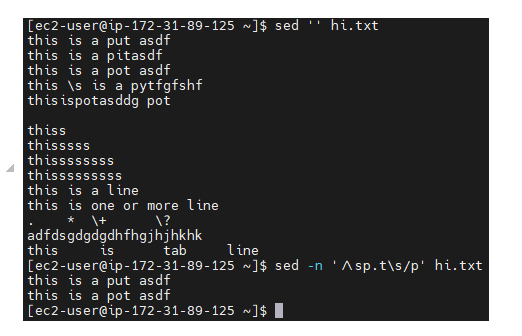 [ec2-user@ip-172-31-89-125 ~]$ sed '' hi.txt
this is a put asdf
this is a pitasdf
this is a pot asdf
this \s is a pytfgfshf
thisispotasddg pot
thiss
thisssss
thissssssss
thisssssssss
this is a line
this is one or more line
.    *  \+      \?
adfdsgdgdgdhfhgjhjhkhk
this     is      tab     line
[ec2-user@ip-172-31-89-125 ~]$ sed -n '/\sp.t\s/p' hi.txt
this is a put asdf
this is a pot asdf
[ec2-user@ip-172-31-89-125 ~]$